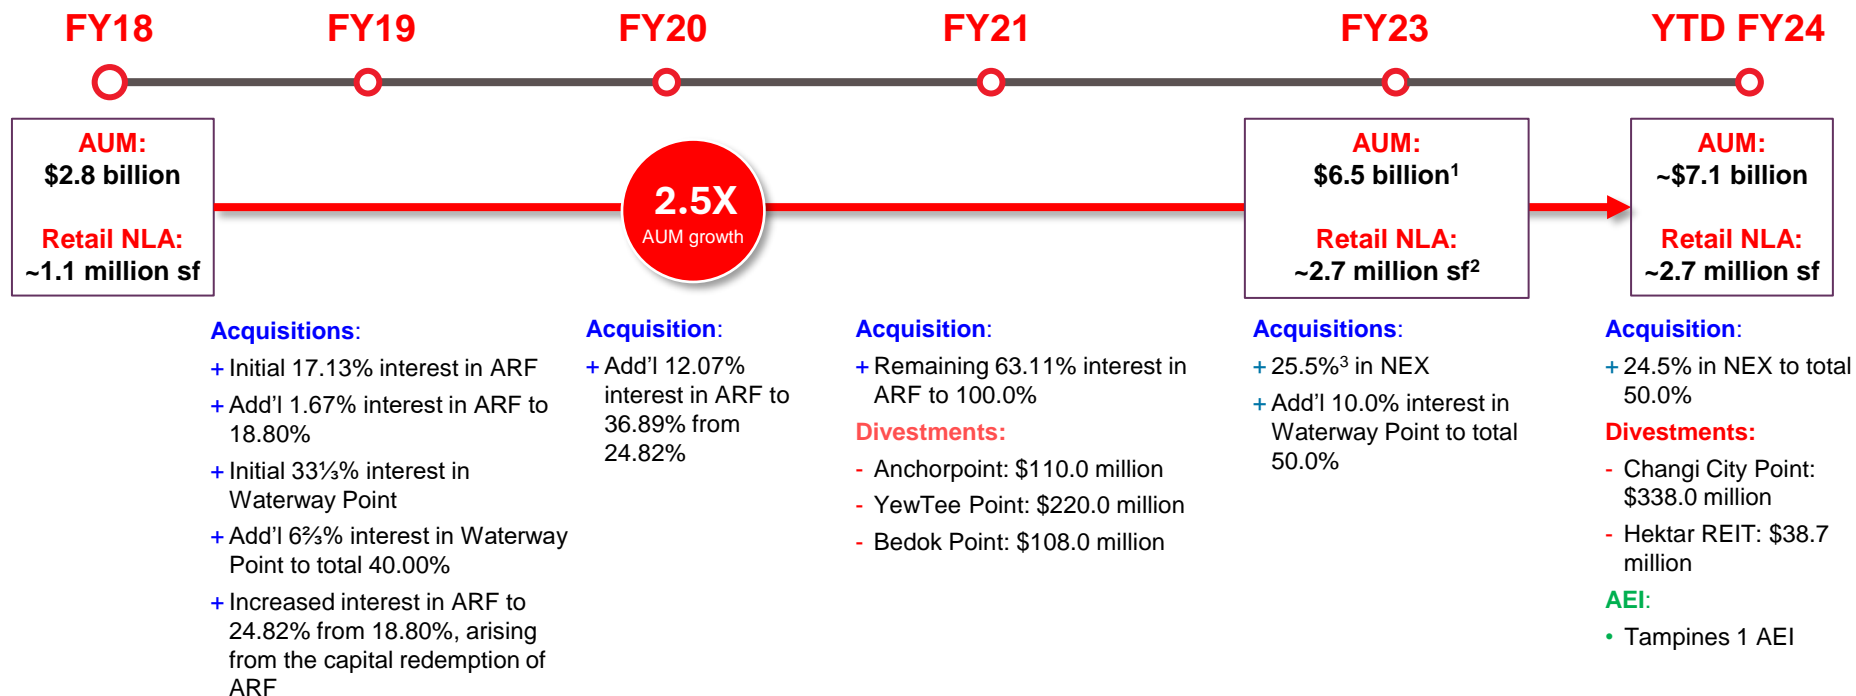 FY18
FY19
FY20
FY21
FY23
YTD FY24
AUM:
$2.8 billion
Retail NLA:
~1.1 million sf
2.5X
AUM growth
AUM:
$6.5 billion¹
Retail NLA:
~2.7 million sf²
AUM:
~$7.1 billion
Retail NLA:
~2.7 million sf
Acquisitions:
+ Initial 17.13% interest in ARF
+ Add'l 1.67% interest in ARF to
18.80%
+ Initial 33⅓% interest in
Waterway Point
+ Add'l 6⅔% interest in Waterway
Point to total 40.00%
+ Increased interest in ARF to
24.82% from 18.80%, arising
from the capital redemption of
ARF
Acquisition:
+ Add'l 12.07%
interest in ARF to
36.89% from
24.82%
Acquisition:
+ Remaining 63.11% interest in
ARF to 100.0%
Divestments:
- Anchorpoint: $110.0 million
- YewTee Point: $220.0 million
- Bedok Point: $108.0 million
Acquisitions:
+ 25.5%³ in NEX
+ Add'l 10.0% interest in
Waterway Point to total
50.0%
Acquisition:
+ 24.5% in NEX to total
50.0%
Divestments:
- Changi City Point:
$338.0 million
- Hektar REIT: $38.7
million
AEI:
• Tampines 1 AEI